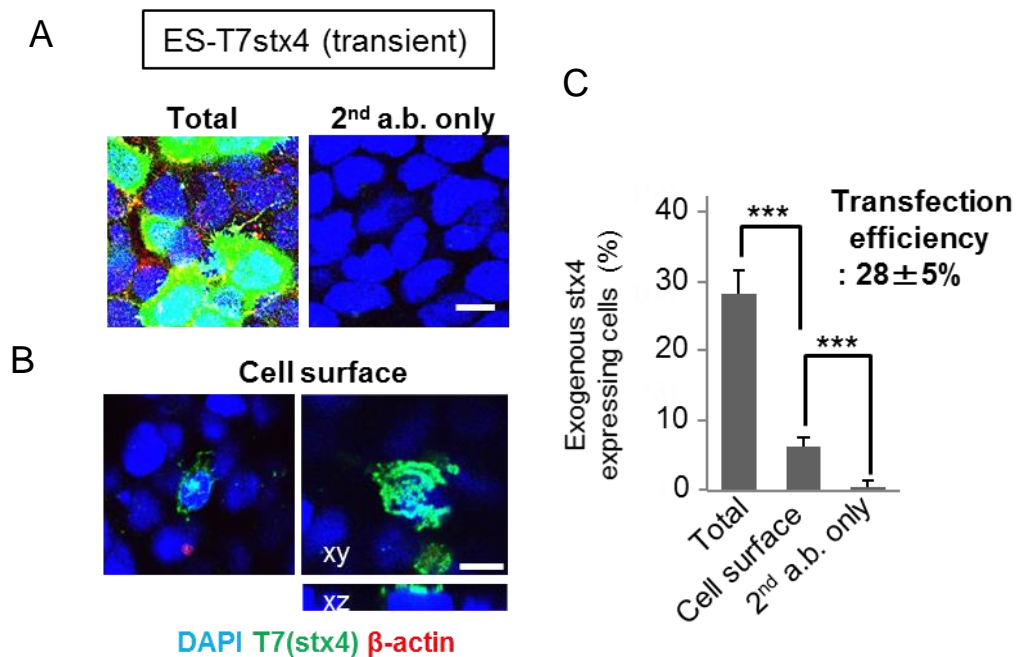 A
ES-T7stx4 (transient)
Total
2nd a.b. only
B
Cell surface
xy
xz
DAPI T7(stx4) β-actin
C
Exogenous stx4
expressing cells (%)
40
30
20
10
0
***
***
Transfection
efficiency
: 28±5%
Total
Cell surface
2nd a.b. only